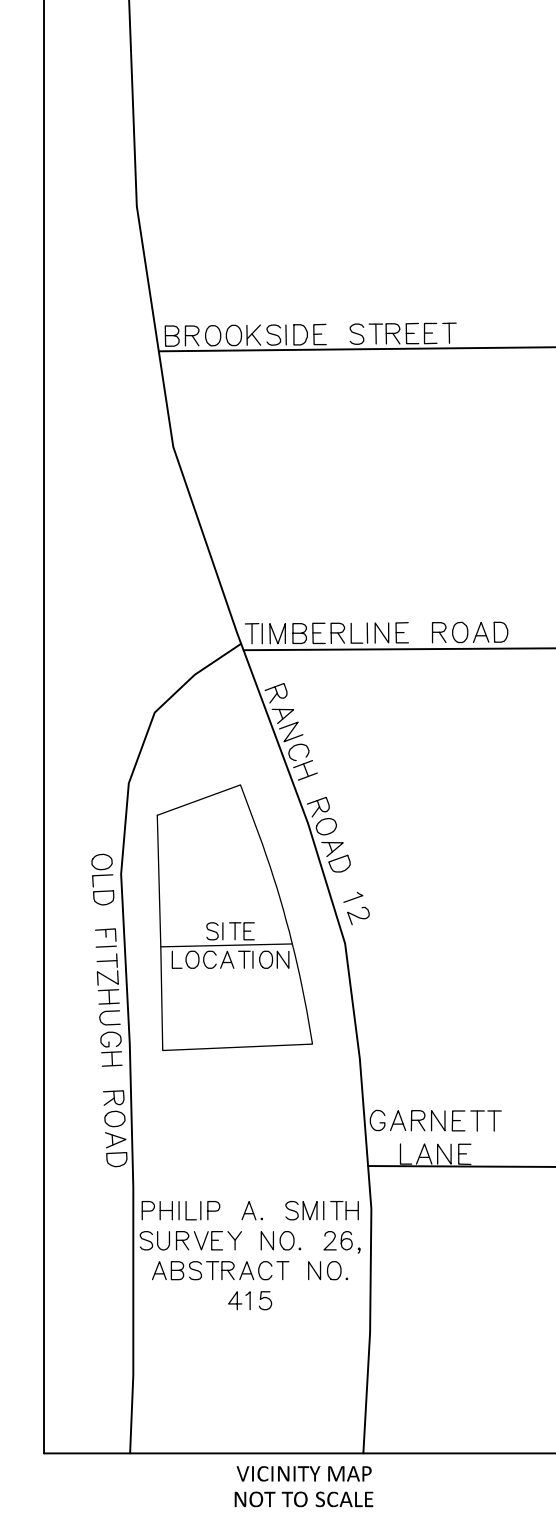 BROOKSIDE STREET
TIMBERLINE ROAD
RANCH ROAD 12
OLD FITZHUGH ROAD
SITE
LOCATION
GARNETT
LANE
PHILIP A. SMITH
SURVEY NO. 26,
ABSTRACT NO.
415
VICINITY MAP
NOT TO SCALE